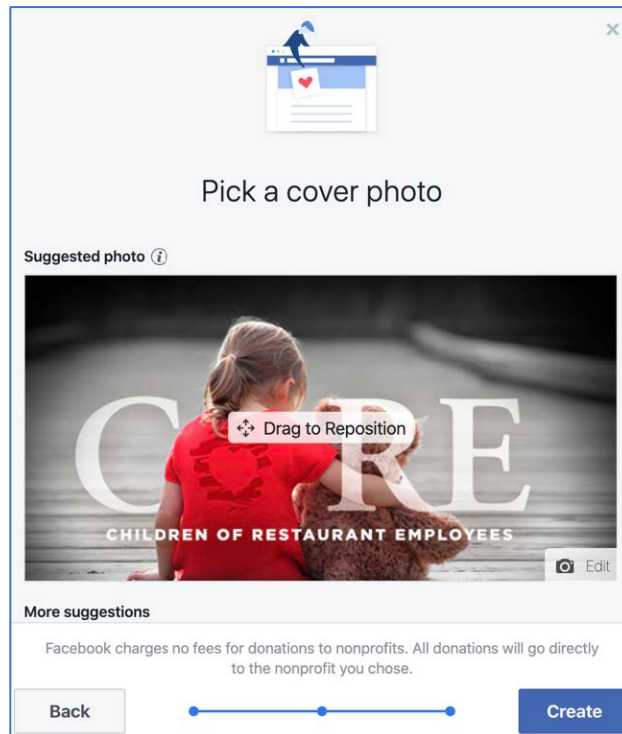 Pick a cover photo
Suggested photo
C RE
Drag to Reposition
CHILDREN OF RESTAURANT EMPLOYEES
Edit
More suggestions
Facebook charges no fees for donations to nonprofits. All donations will go directly
to the nonprofit you chose.
Back
Create